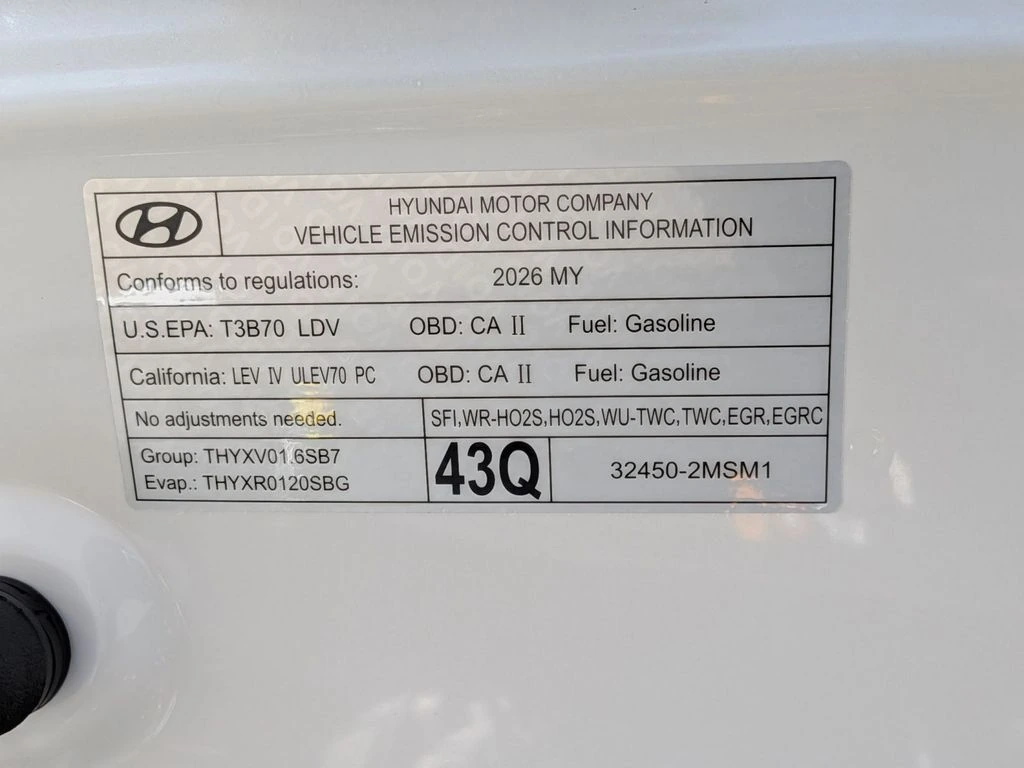 HYUNDAI MOTOR COMPANY
VEHICLE EMISSION CONTROL INFORMATION
Conforms to regulations: 2026 MY
U.S.EPA: T3B70 LDV OBD: CA II Fuel: Gasoline
California: LEV IV ULEV70 PC OBD: CA II Fuel: Gasoline
No adjustments needed. SFI,WR-HO2S,HO2S,WU-TWC,TWC,EGR,EGRC
Group: THYXV01.6SB7
Evap.: THYXR0120SBG
43Q
32450-2MSM1